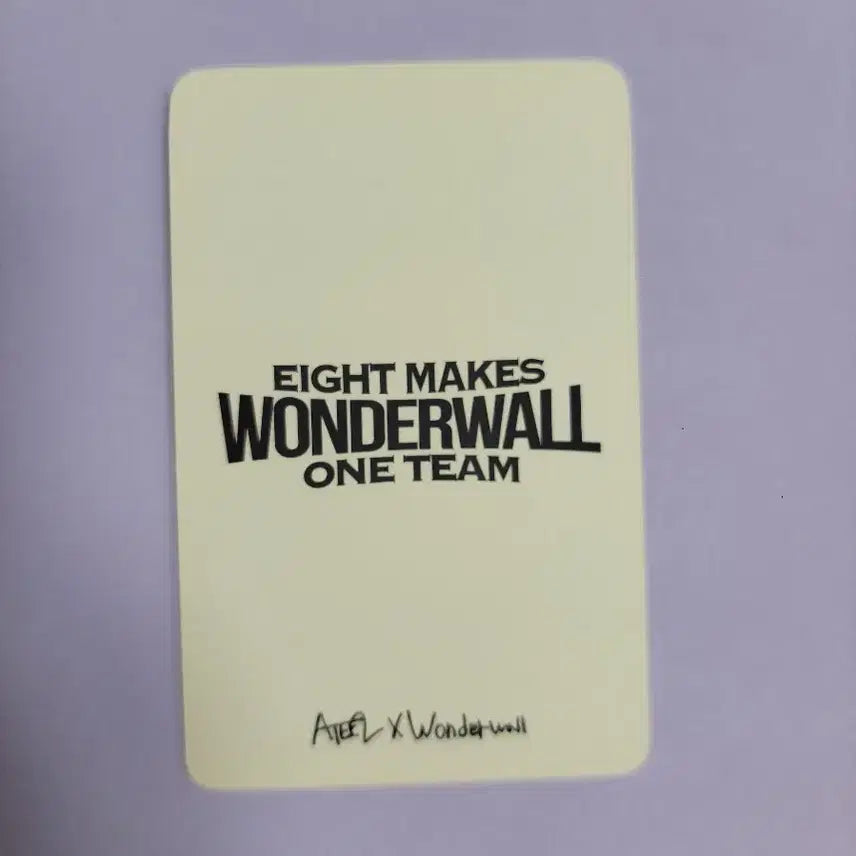 EIGHT MAKES
WONDERWALL
ONE TEAM
ATEEZ X Wonderwall